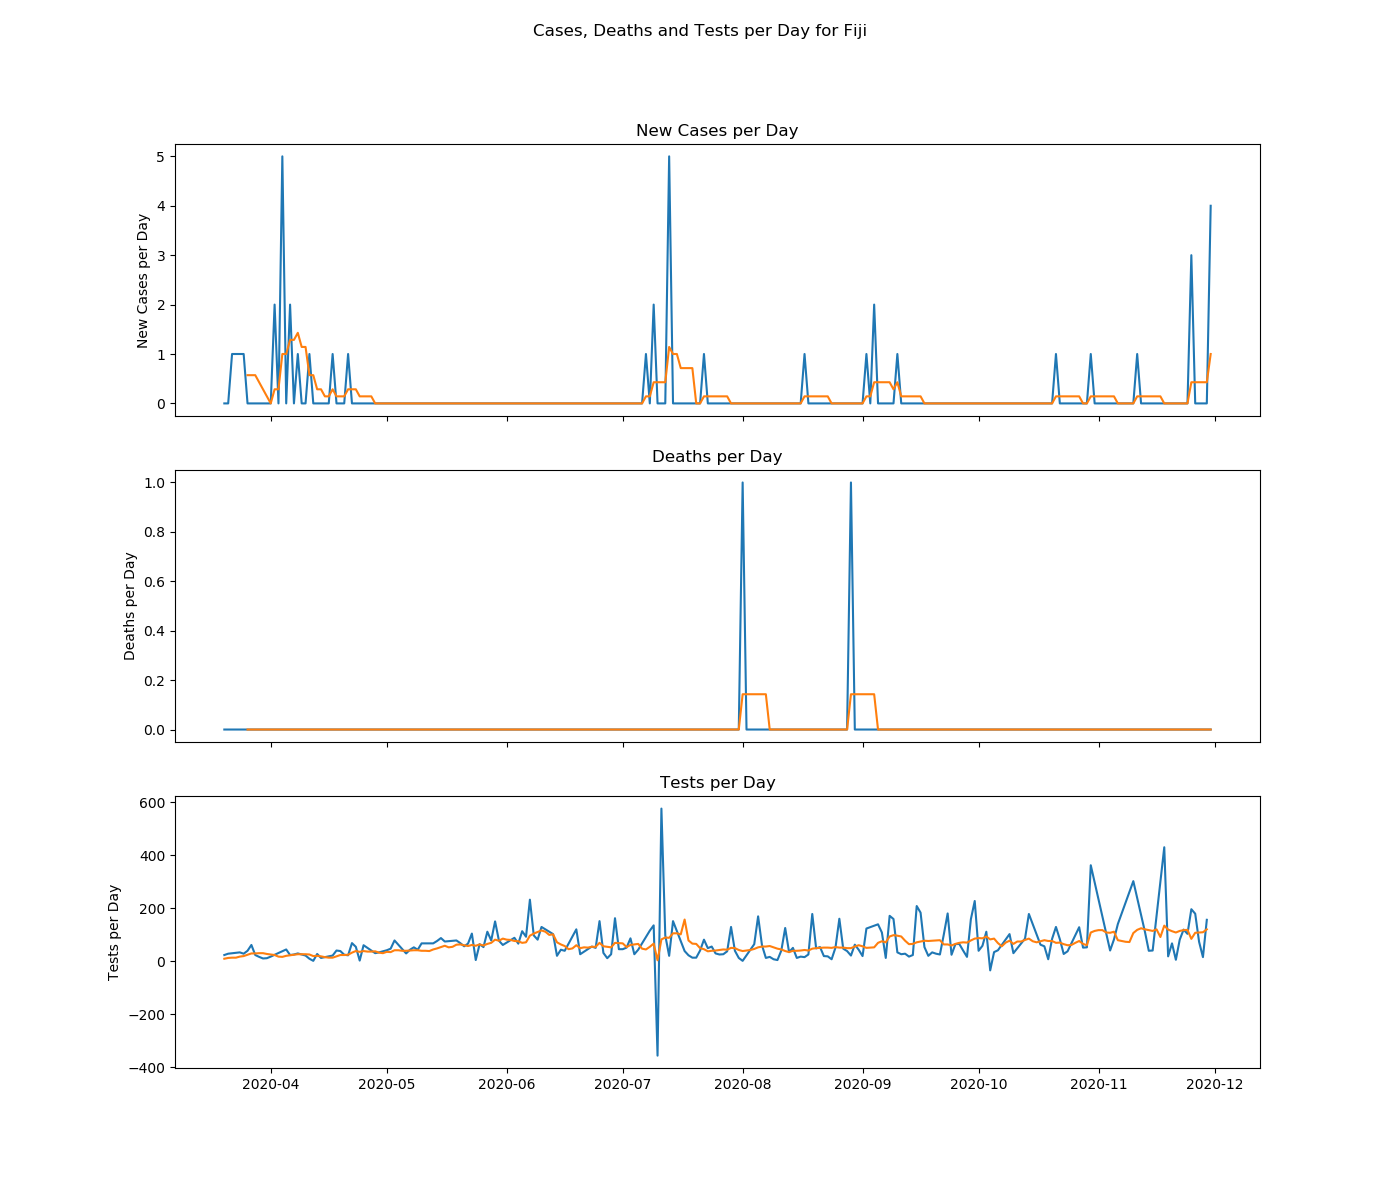 Cases, Deaths and Tests per Day for Fiji
New Cases per Day
New Cases per Day
5
4
3
2
1
0
Deaths per Day
Deaths per Day
1.0
0.8
0.6
0.4
0.2
0.0
Tests per Day
Tests per Day
600
400
200
0
−200
−400
2020-04 2020-05 2020-06 2020-07 2020-08 2020-09 2020-10 2020-11 2020-12